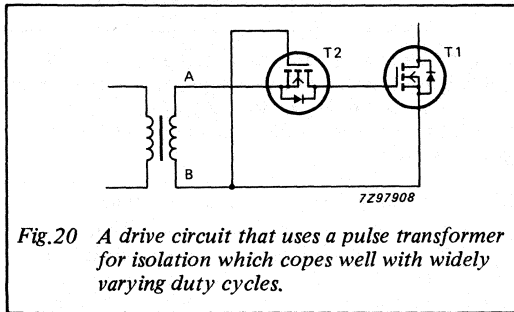 T2
T1
A
B
7Z97908
Fig.20 A drive circuit that uses a pulse transformer
for isolation which copes well with widely
varying duty cycles.